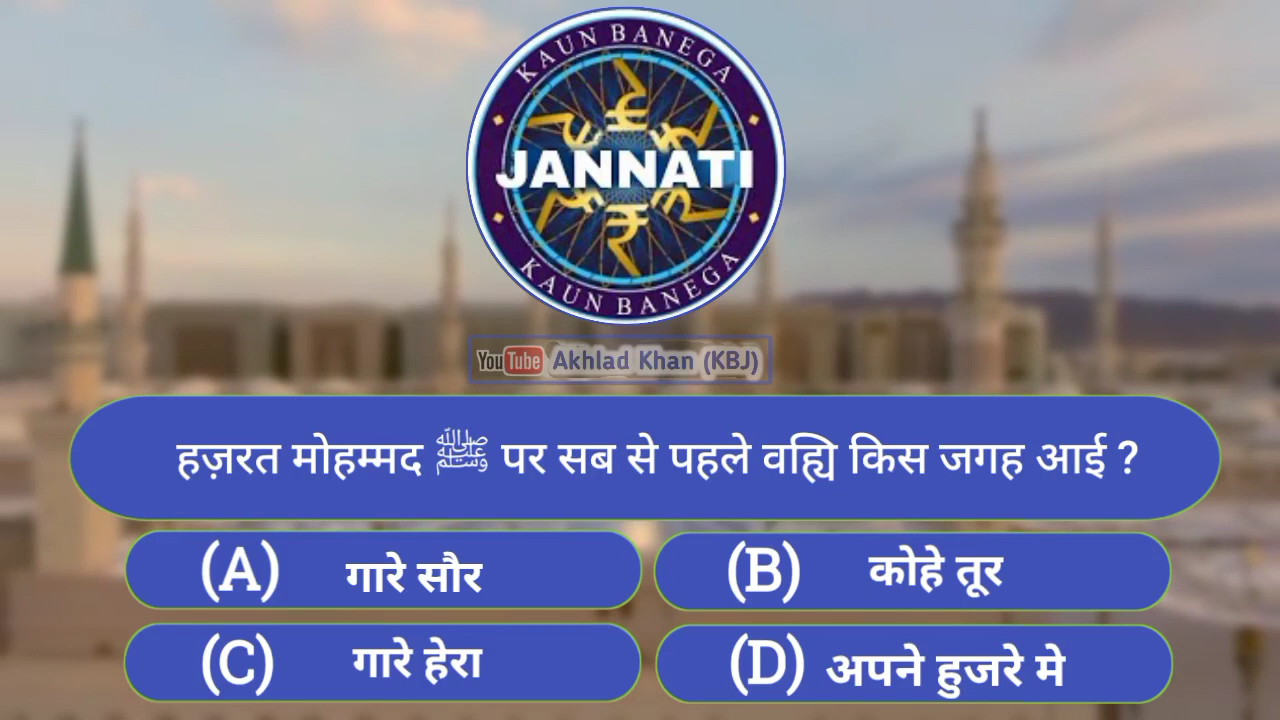 KAUN BANEGA
JANNATI
KAUN BANEGA
YouTube Akhlad Khan (KBJ)
हज़रत मोहम्मद ﷺ पर सब से पहले वह्यि किस जगह आई ?
(A) गारे सौर
(B) कोहे तूर
(C) गारे हेरा
(D) अपने हुजरे मे